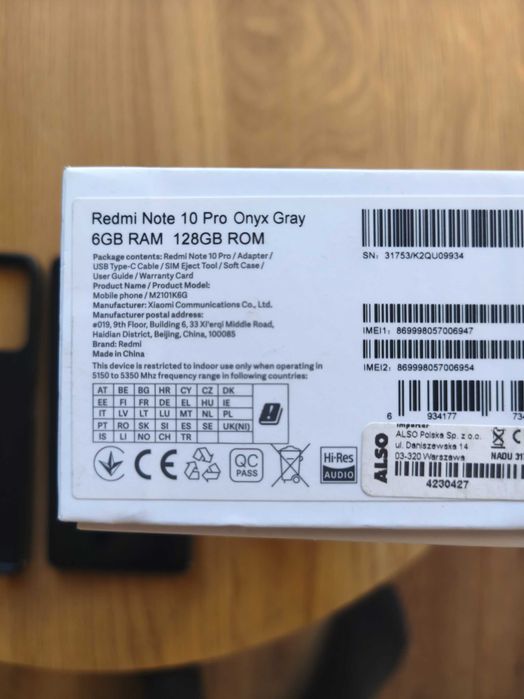 Redmi Note 10 Pro Onyx Gray
6GB RAM 128GB ROM
Package contents: Redmi Note 10 Pro / Adapter /
USB Type-C Cable / SIM Eject Tool / Soft Case /
User Guide / Warranty Card
Product Name / Product Model:
Mobile phone / M2101K6G
Manufacturer: Xiaomi Communications Co., Ltd.
Manufacturer postal address:
#019, 9th Floor, Building 6, 33 Xi'erqi Middle Road,
Haidian District, Beijing, China, 100085
Brand: Redmi
Made in China
This device is restricted to indoor use only when operating in
5150 to 5350 Mhz frequency range in following countries:
AT BE BG HR CY CZ DK
EE FI FR DE EL HU IE
IT LV LT LU MT NL PL
PT RO SK SI ES SE UK(NI)
IS LI NO CH TR
CE
QC
PASS
Hi-Res
AUDIO
SN: 31753/K2QU09934
IMEI1: 869998057006947
IMEI2: 869998057006954
6 934177 734
ALSO
Importer
ALSO Polska Sp. z o.o.
ul. Daniszewska 14
03-320 Warszawa
NADU 31
4230427